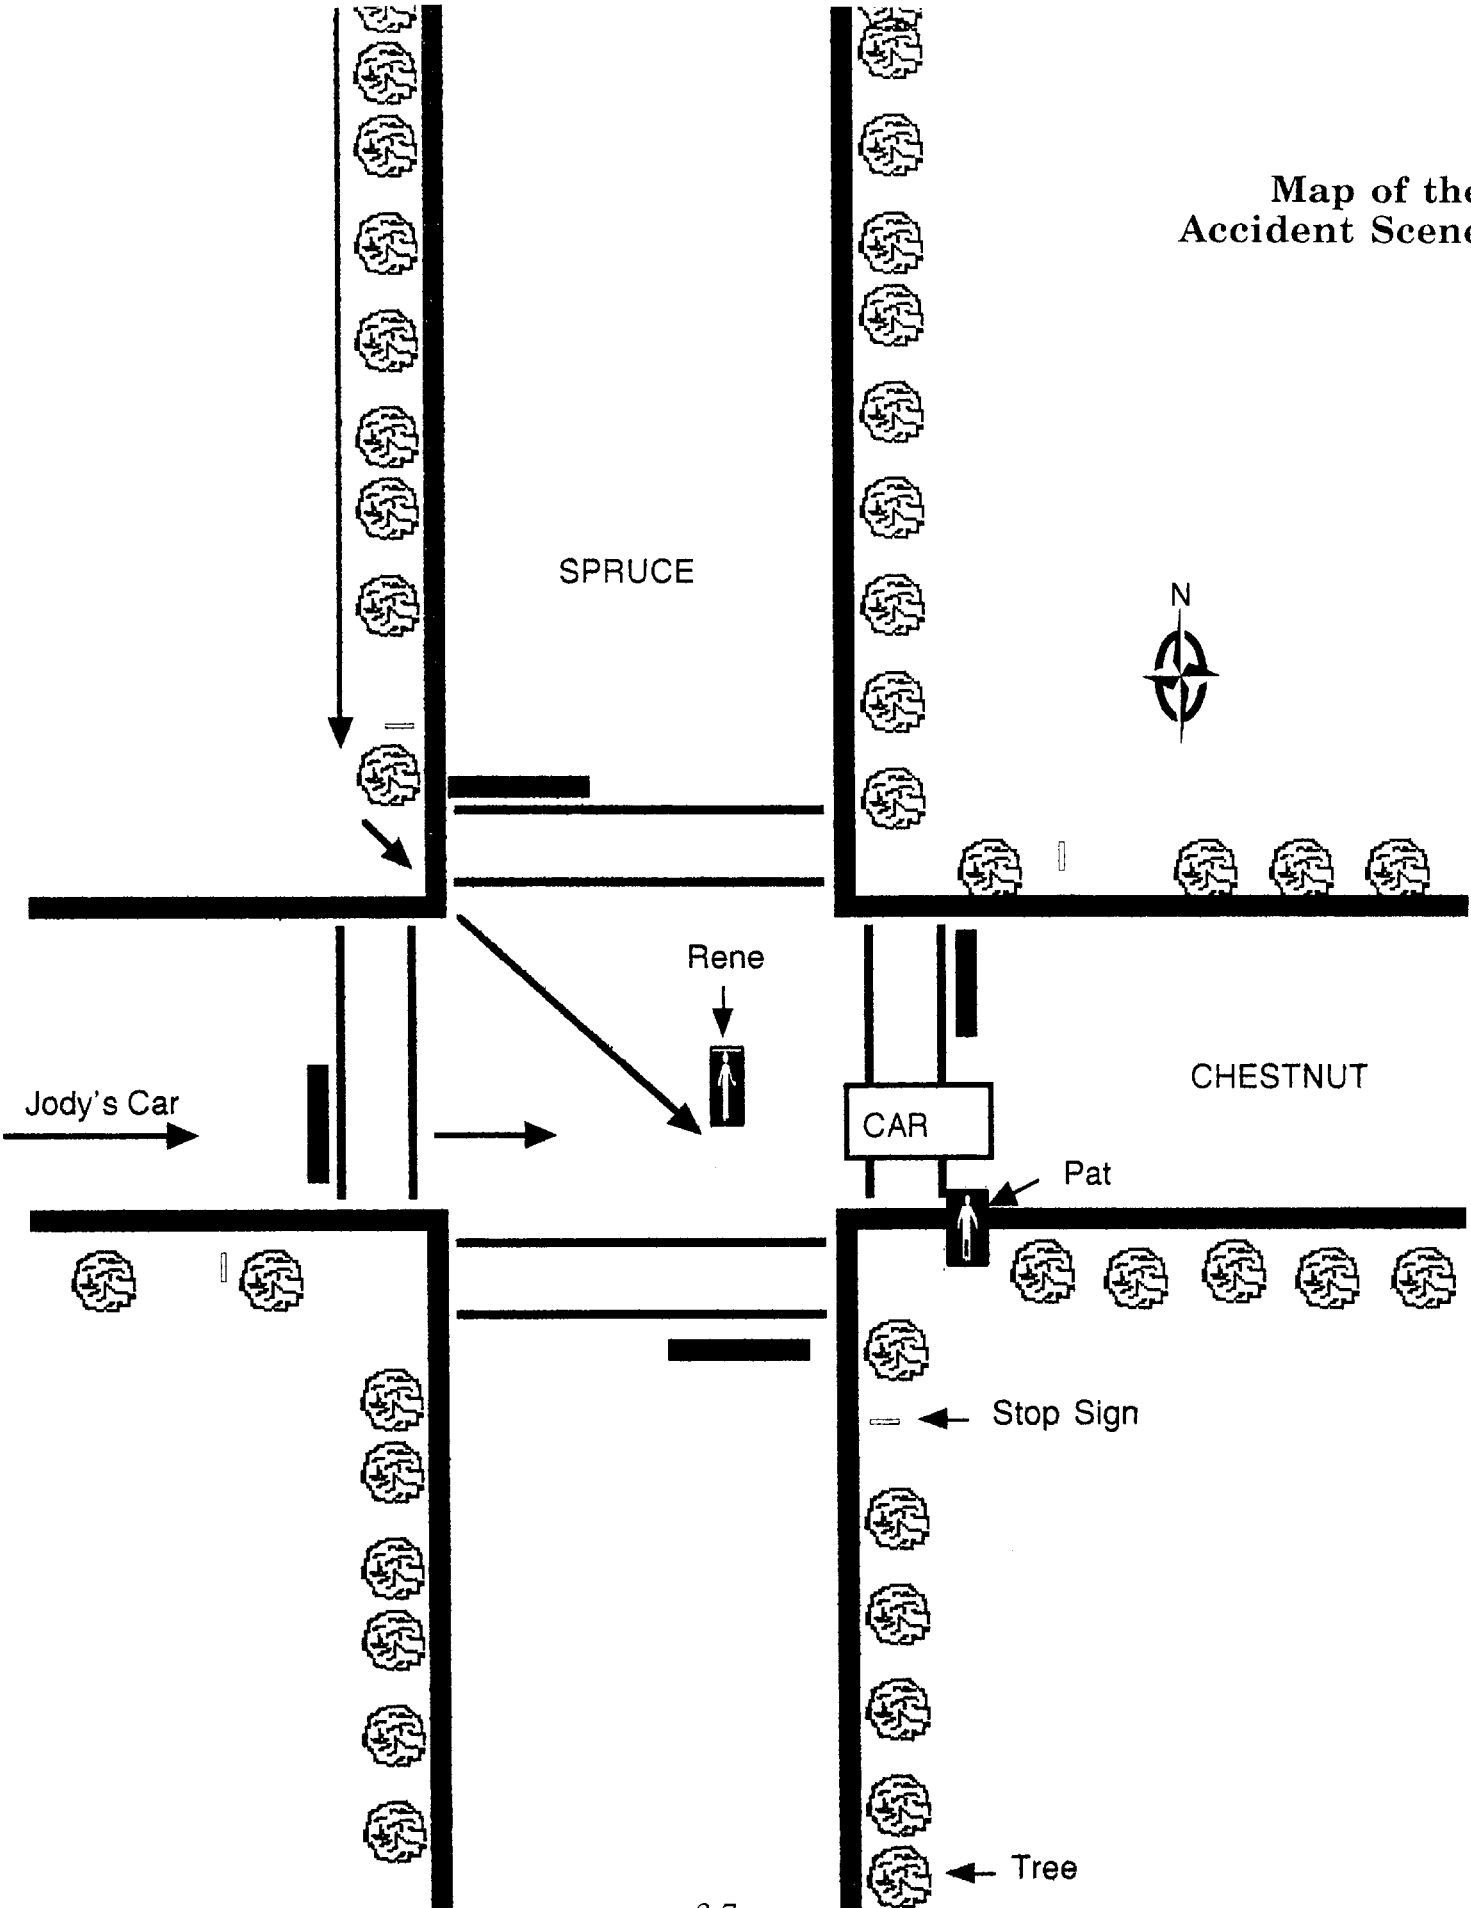 Map of the
Accident Scene
SPRUCE
N
Rene
CHESTNUT
Jody's Car
CAR
Pat
Stop Sign
Tree